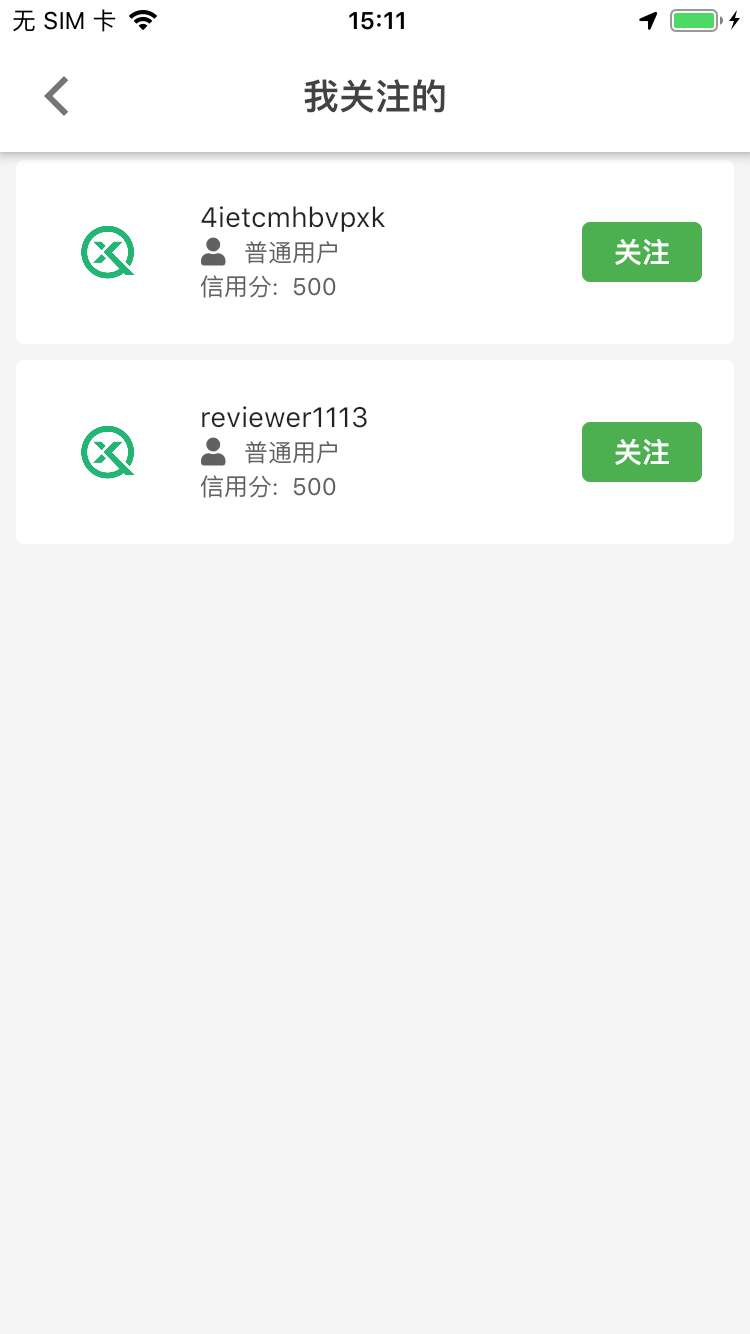 无 SIM 卡 15:11
我关注的
4ietcmhbvpxk
普通用户
信用分: 500
关注
reviewer1113
普通用户
信用分: 500
关注